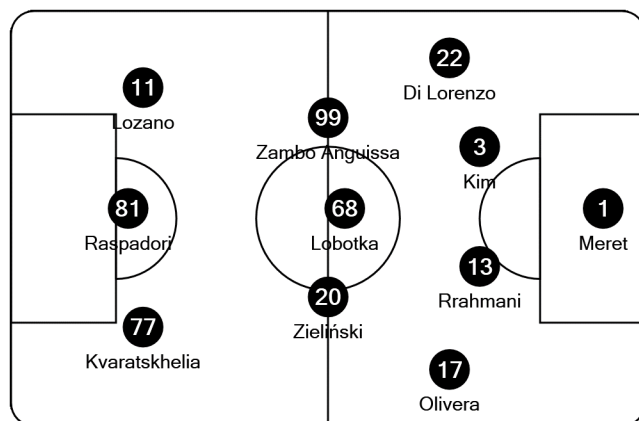 22
Di Lorenzo
11
Lozano
99
Zambo Anguissa
3
Kim
81
Raspadori
68
Lobotka
1
Meret
13
Rrahmani
20
Zieliński
77
Kvaratskhelia
17
Olivera